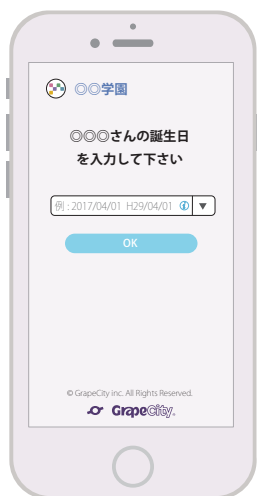 ◎◎学園
◎◎◎さんの誕生日
を入力して下さい
例 : 2017/04/01 H29/04/01 ⓘ ▼
OK
© GrapeCity inc. All Rights Reserved.
GrapeCity.